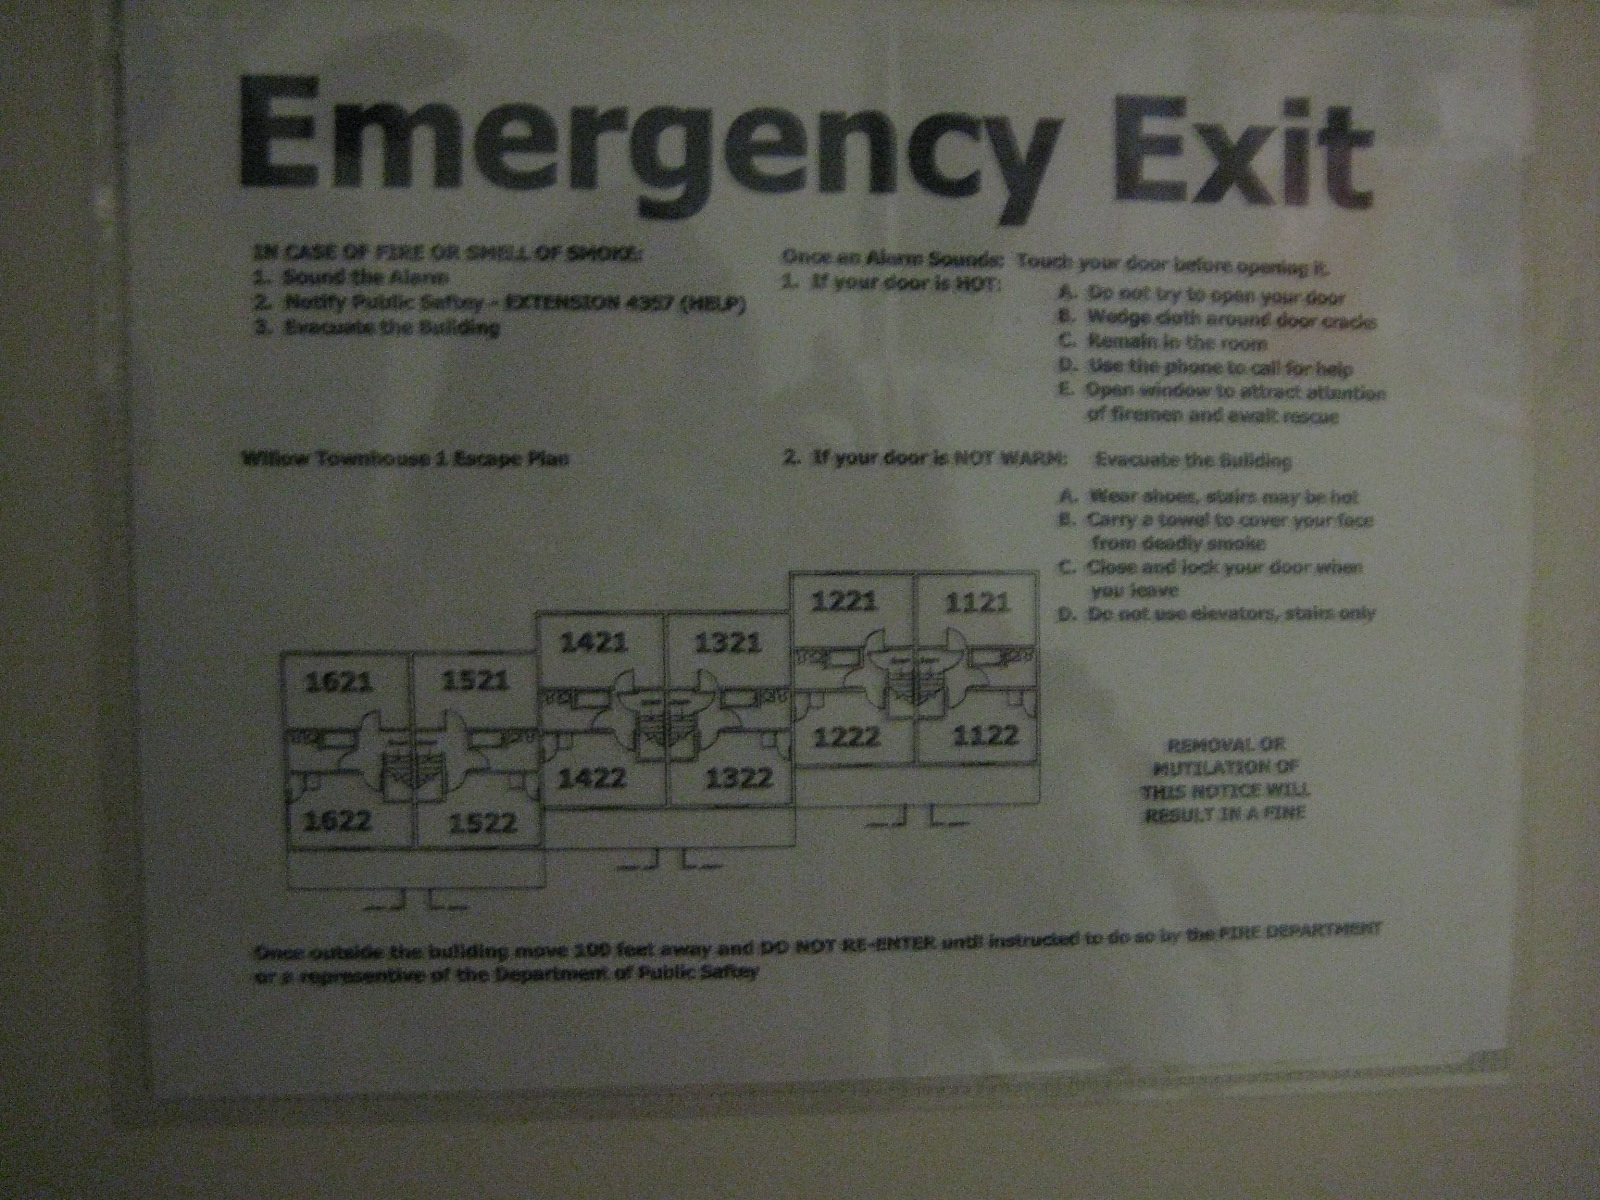 Emergency Exit
IN CASE OF FIRE OR SMELL OF SMOKE:
1. Sound the Alarm
2. Notify Public Saftey - EXTENSION 4357 (HELP)
3. Evacuate the Building
Once an Alarm Sounds: Touch your door before opening it.
1. If your door is HOT:
A. Do not try to open your door
B. Wedge cloth around door cracks
C. Remain in the room
D. Use the phone to call for help
E. Open window to attract attention
of firemen and await rescue
Willow Townhouse 1 Escape Plan
2. If your door is NOT WARM: Evacuate the Building
A. Wear shoes, stairs may be hot
B. Carry a towel to cover your face
from deadly smoke
C. Close and lock your door when
you leave
D. Do not use elevators, stairs only
1221 1121
1421 1321
1621 1521
1222 1122
1422 1322
1622 1522
REMOVAL OR
MUTILATION OF
THIS NOTICE WILL
RESULT IN A FINE
Once outside the building move 100 feet away and DO NOT RE-ENTER until instructed to do so by the FIRE DEPARTMENT
or a representive of the Department of Public Saftey